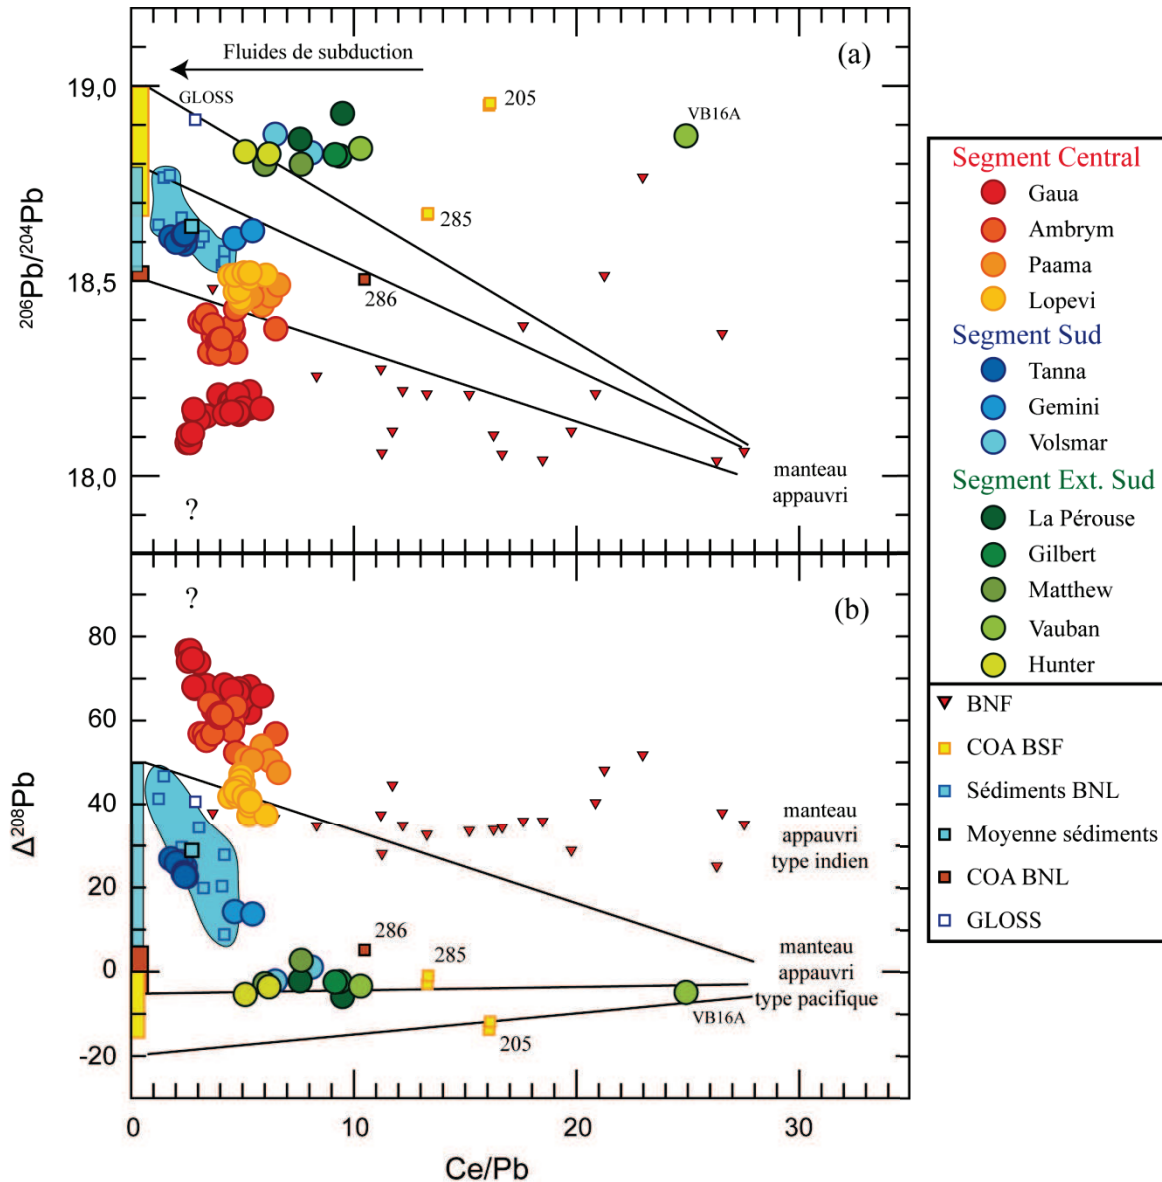 (a)
Fluides de subduction
19,0
GLOSS
205
VB16A
285
286
18,5
18,0
206Pb/204Pb
manteau
appauvri
?
?
(b)
80
60
40
20
0
-20
Δ208Pb
manteau
appauvri
type indien
286
285
manteau
appauvri
type pacifique
VB16A
205
0
10
20
30
Ce/Pb
Segment Central
Gaua
Ambrym
Paama
Lopevi
Segment Sud
Tanna
Gemini
Volsmar
Segment Ext. Sud
La Pérouse
Gilbert
Matthew
Vauban
Hunter
BNF
COA BSF
Sédiments BNL
Moyenne sédiments
COA BNL
GLOSS